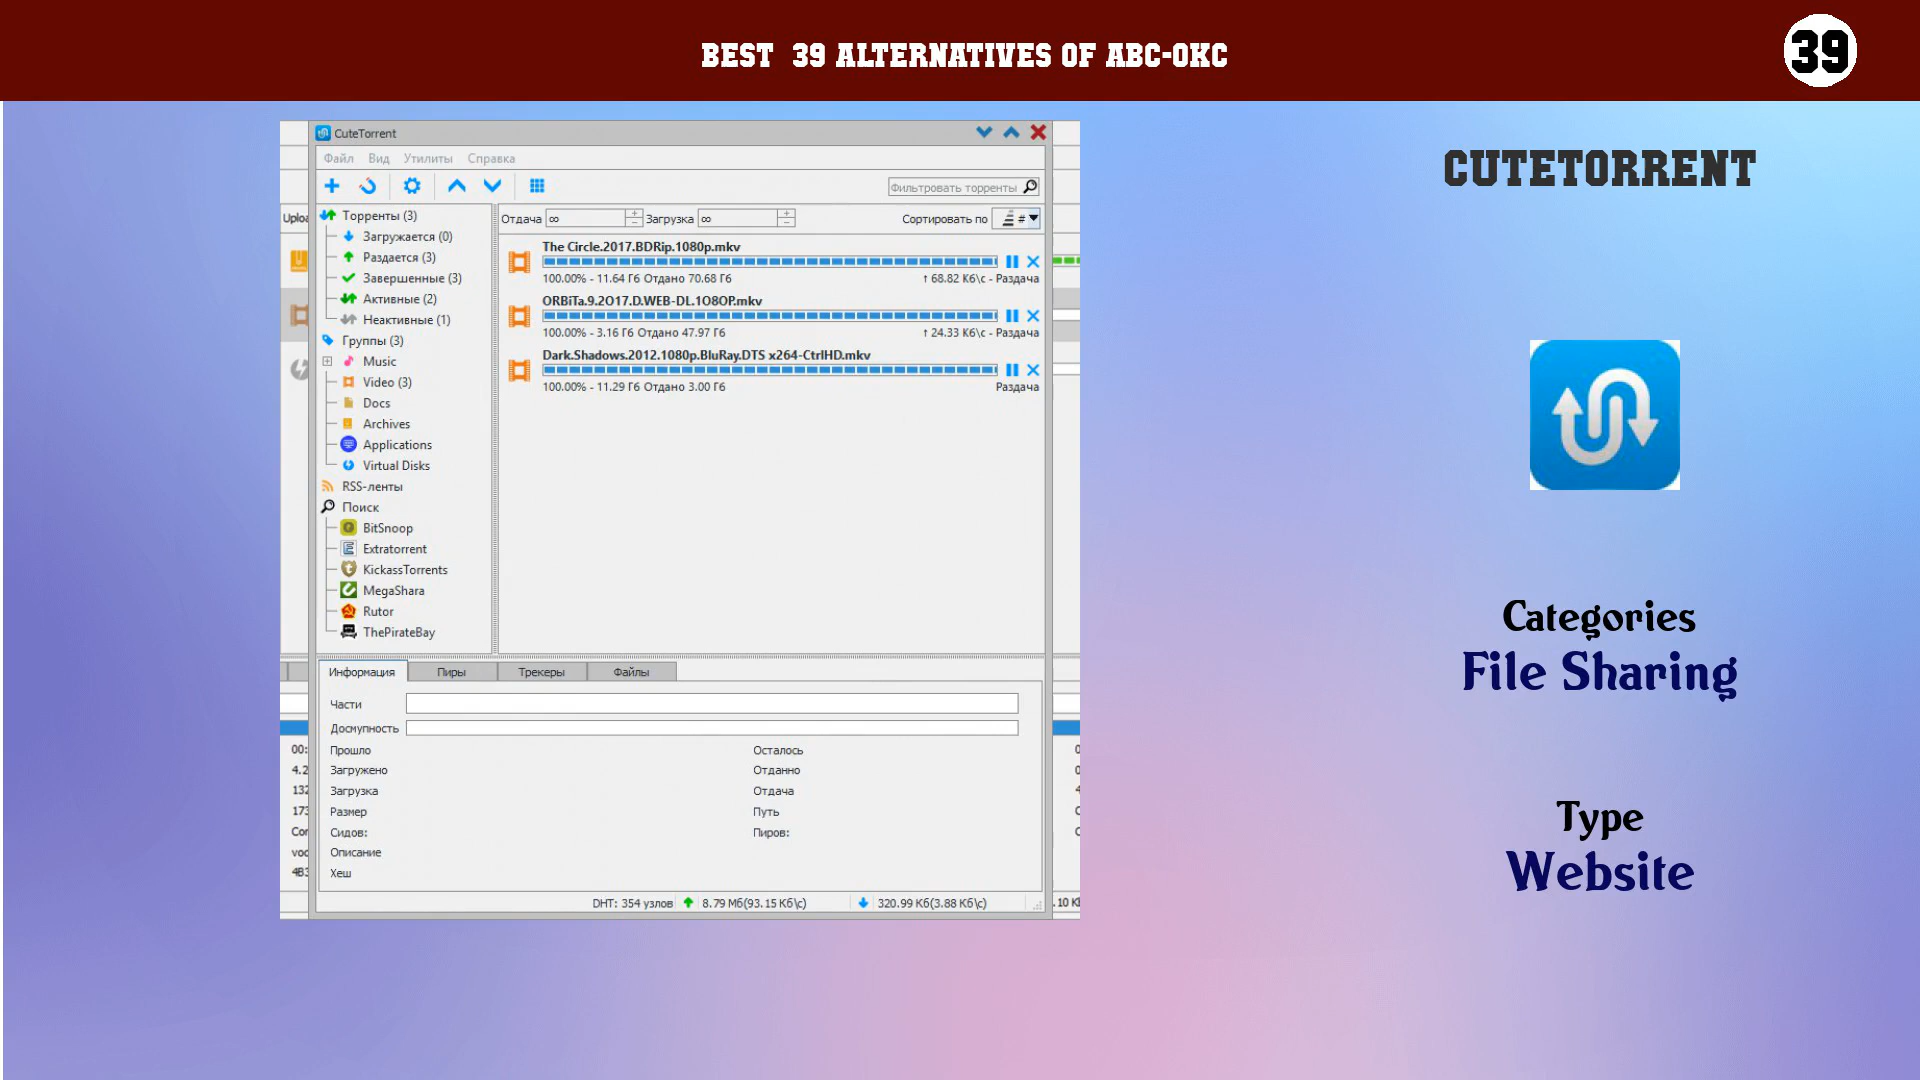 BEST 39 ALTERNATIVES OF ABC-OKC
39
CUTETORRENT
CuteTorrent
Файл Вид Утилиты Справка
Фильтровать торренты
Отдача ∞ Загрузка ∞ Сортировать по #
Торренты (3)
Загружается (0)
Раздается (3)
Завершенные (3)
Активные (2)
Неактивные (1)
Группы (3)
Music
Video (3)
Docs
Archives
Applications
Virtual Disks
RSS-ленты
Поиск
BitSnoop
Extratorrent
KickassTorrents
MegaShara
Rutor
ThePirateBay
The Circle.2017.BDRip.1080p.mkv
100.00% - 11.64 Гб Отдано 70.68 Гб ↑ 68.82 Кб\с - Раздача
ORBiTa.9.2O17.D.WEB-DL.1O8OP.mkv
100.00% - 3.16 Гб Отдано 47.97 Гб ↑ 24.33 Кб\с - Раздача
Dark.Shadows.2012.1080p.BluRay.DTS x264-CtrlHD.mkv
100.00% - 11.29 Гб Отдано 3.00 Гб Раздача
Информация Пиры Трекеры Файлы
Части
Досмупность
Прошло Осталось
Загружено Отданно
Загрузка Отдача
Размер Путь
Сидов: Пиров:
Описание
Хеш
DHT: 354 узлов 8.79 Мб(93.15 Кб\с) 320.99 Кб(3.88 Кб\с)
Categories
File Sharing
Type
Website